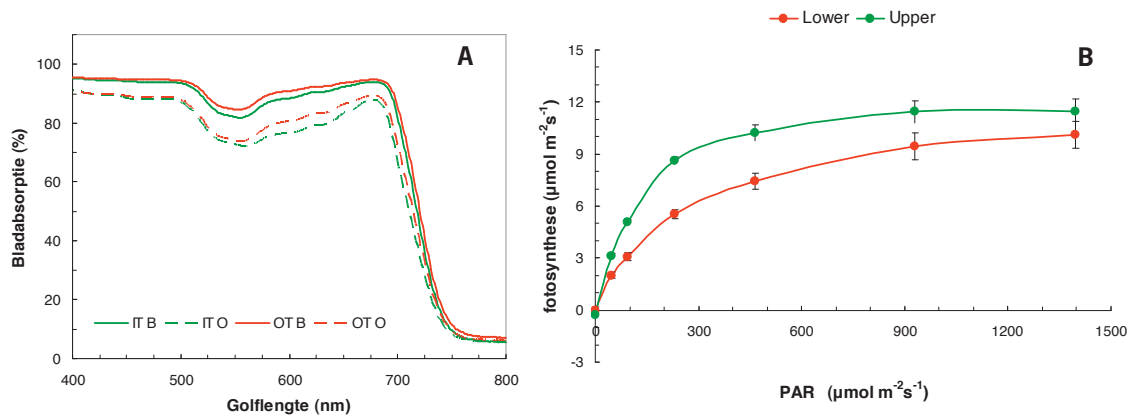 Lower Upper
A
B
Bladabsorptie (%)
100
80
60
40
20
0
IT B IT O OT B OT O
400 500 600 700 800
Golflengte (nm)
fotosynthese (µmol m-2s-1)
15
12
9
6
3
0
-3
0 300 600 900 1200 1500
PAR (µmol m-2s-1)